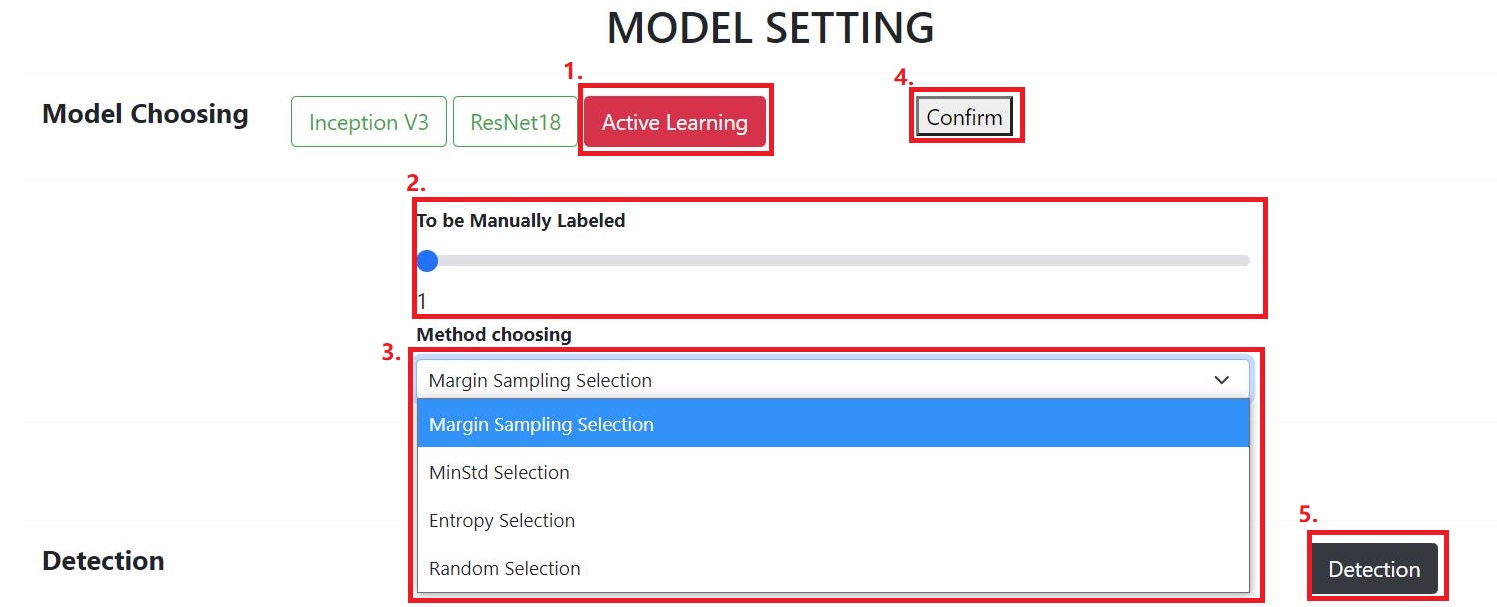 MODEL SETTING
1.
4.
Model Choosing
Inception V3
ResNet18
Active Learning
Confirm
2.
To be Manually Labeled
1
Method choosing
3.
Margin Sampling Selection
Margin Sampling Selection
MinStd Selection
Entropy Selection
Random Selection
5.
Detection
Detection